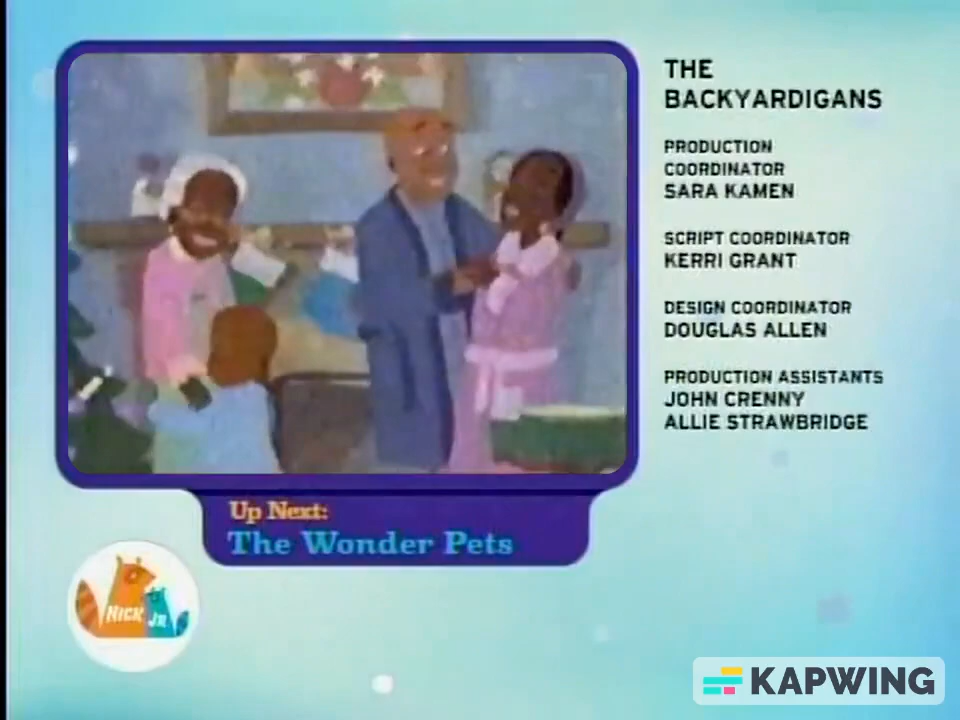 THE
BACKYARDIGANS
PRODUCTION
COORDINATOR
SARA KAMEN
SCRIPT COORDINATOR
KERRI GRANT
DESIGN COORDINATOR
DOUGLAS ALLEN
PRODUCTION ASSISTANTS
JOHN CRENNY
ALLIE STRAWBRIDGE
Up Next:
The Wonder Pets
NICK JR
KAPWING